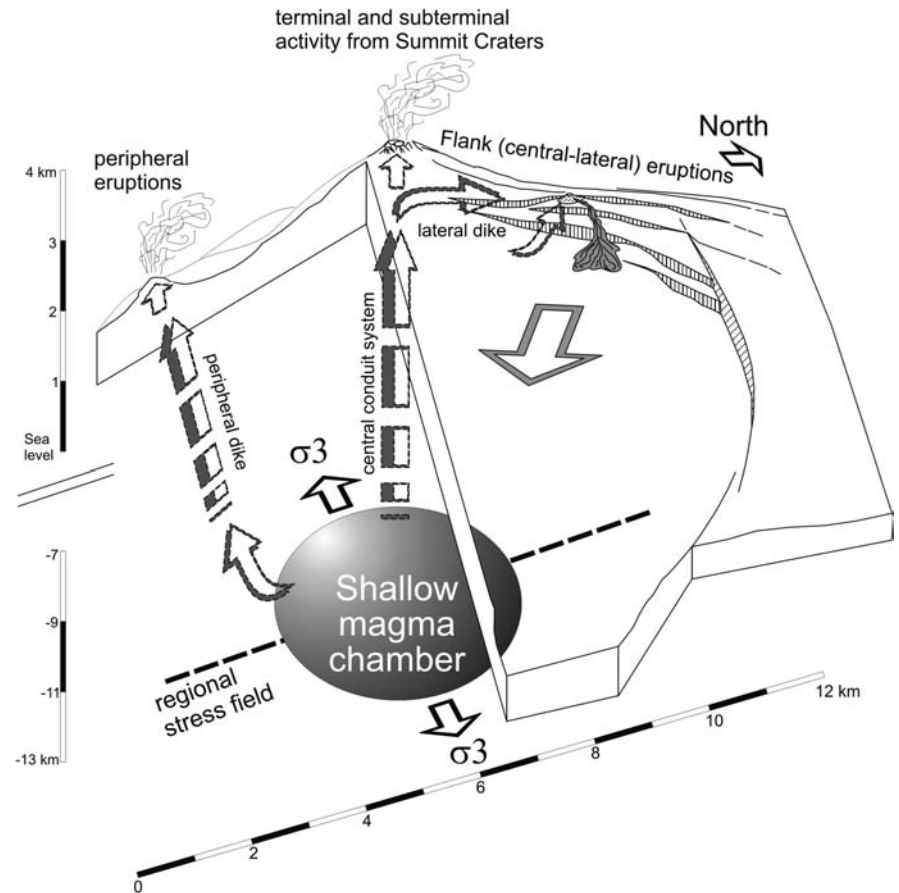 terminal and subterminal
activity from Summit Craters
North
Flank (central-lateral) eruptions
peripheral
eruptions
4 km
3
2
1
Sea
level
-7
-9
-11
-13 km
lateral dike
central conduit system
peripheral dike
σ3
Shallow
magma
chamber
regional
stress field
σ3
0
2
4
6
8
10
12 km